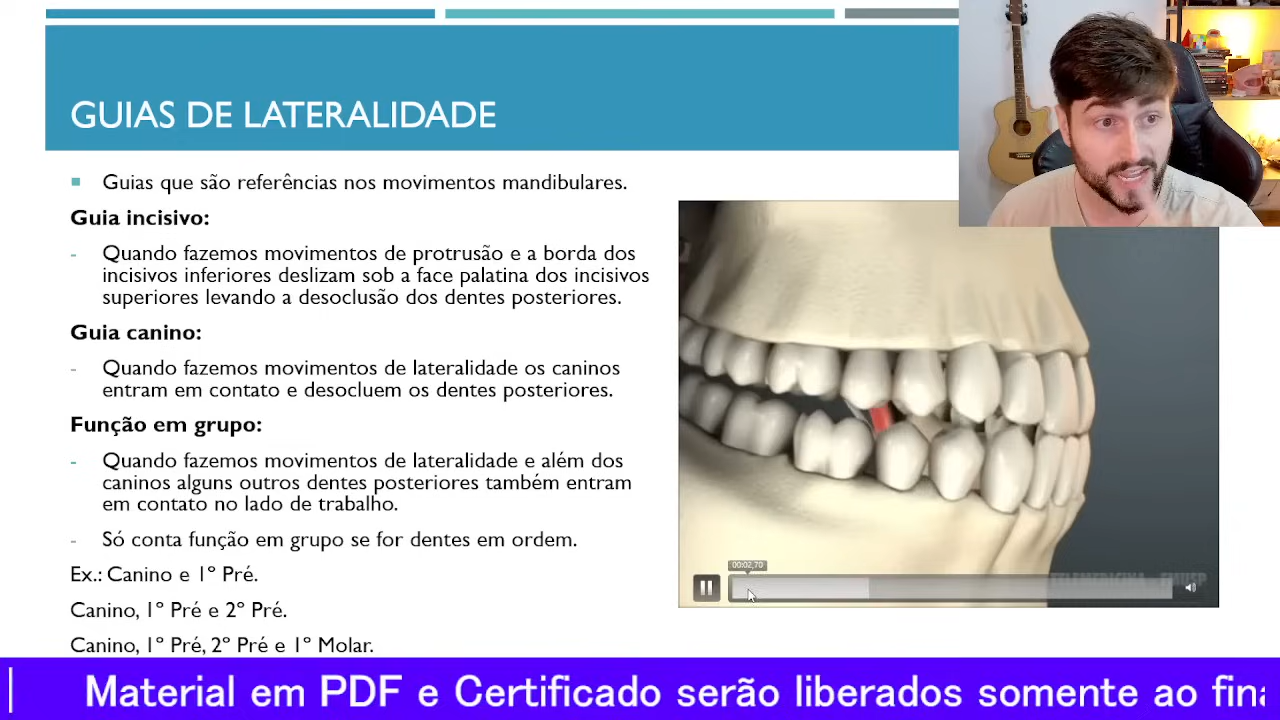 GUIAS DE LATERALIDADE
Guias que são referências nos movimentos mandibulares.
Guia incisivo:
- Quando fazemos movimentos de protrusão e a borda dos
incisivos inferiores deslizam sob a face palatina dos incisivos
superiores levando a desoclusão dos dentes posteriores.
Guia canino:
- Quando fazemos movimentos de lateralidade os caninos
entram em contato e desocluem os dentes posteriores.
Função em grupo:
- Quando fazemos movimentos de lateralidade e além dos
caninos alguns outros dentes posteriores também entram
em contato no lado de trabalho.
- Só conta função em grupo se for dentes em ordem.
Ex.: Canino e 1º Pré.
Canino, 1º Pré e 2º Pré.
Canino, 1º Pré, 2º Pré e 1º Molar.
00:02,70
Material em PDF e Certificado serão liberados somente ao fina